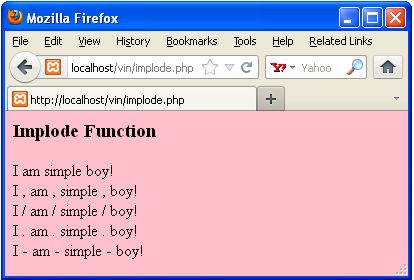 Mozilla Firefox
File Edit View History Bookmarks Tools Help Related Links
localhost/vin/implode.php Yahoo
http://localhost/vin/implode.php
Implode Function
I am simple boy!
I , am , simple , boy!
I / am / simple / boy!
I . am . simple . boy!
I - am - simple - boy!